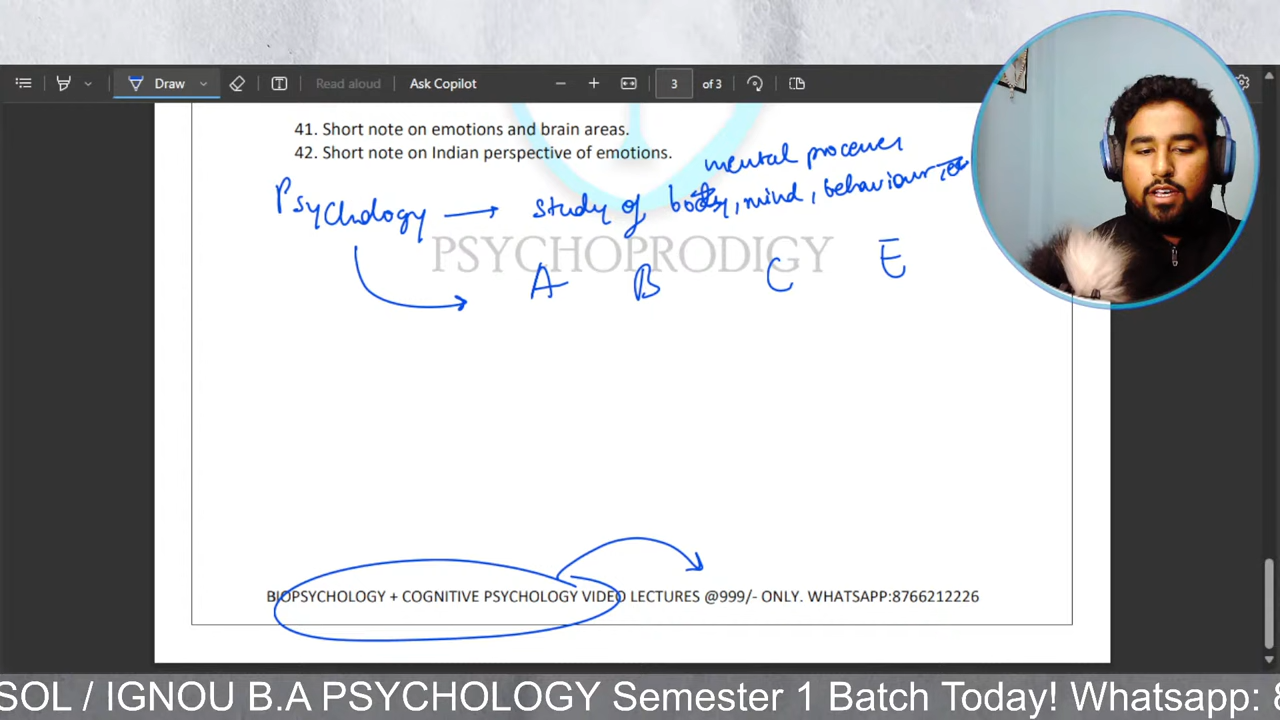 Draw
Read aloud
Ask Copilot
3 of 3
41. Short note on emotions and brain areas.
42. Short note on Indian perspective of emotions.
mental processes
Psychology → study of body, mind, behaviour,
PSYCHOPRODIGY
A B C E
BIOPSYCHOLOGY + COGNITIVE PSYCHOLOGY VIDEO LECTURES @999/- ONLY. WHATSAPP:8766212226
SOL / IGNOU B.A PSYCHOLOGY Semester 1 Batch Today! Whatsapp: 8